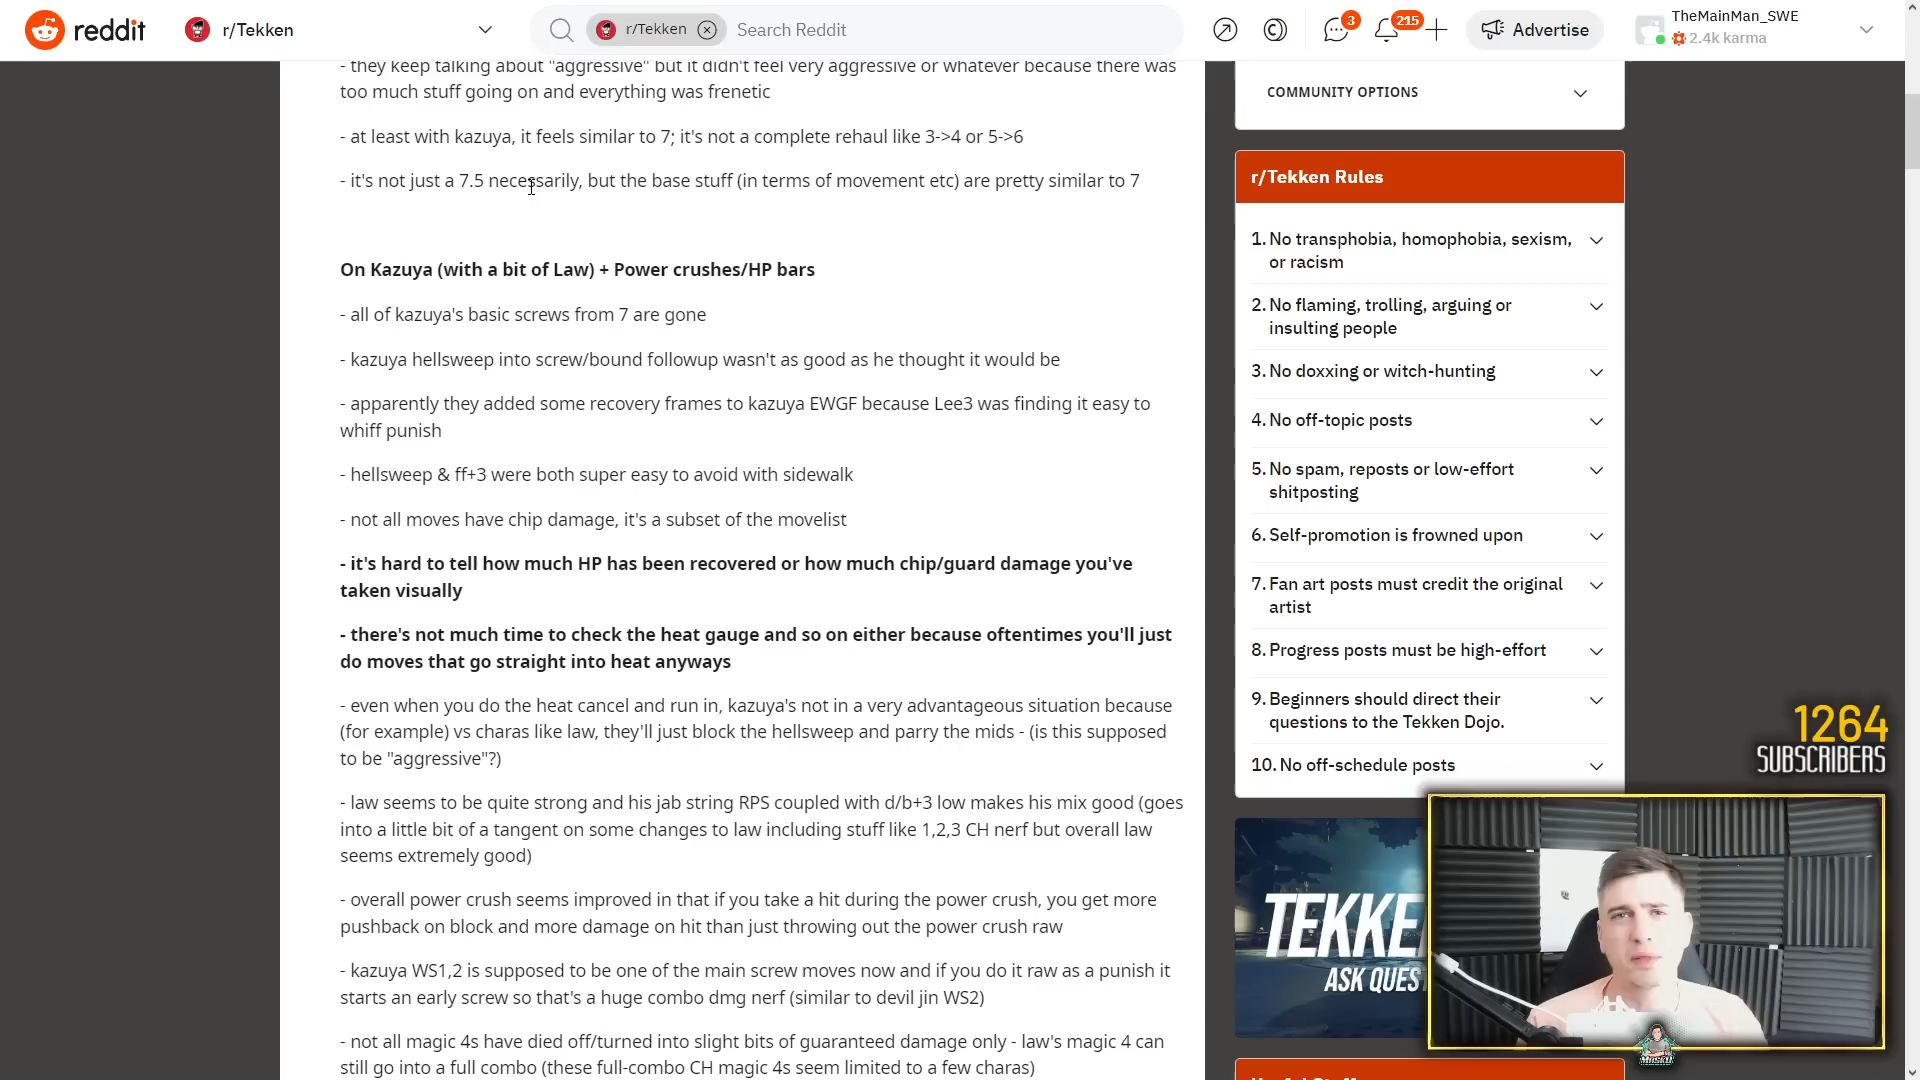 reddit
r/Tekken
r/Tekken
Search Reddit
3
215
Advertise
TheMainMan_SWE
2.4k karma
- they keep talking about "aggressive" but it didn't feel very aggressive or whatever because there was
too much stuff going on and everything was frenetic
- at least with kazuya, it feels similar to 7; it's not a complete rehaul like 3->4 or 5->6
- it's not just a 7.5 necessarily, but the base stuff (in terms of movement etc) are pretty similar to 7
On Kazuya (with a bit of Law) + Power crushes/HP bars
- all of kazuya's basic screws from 7 are gone
- kazuya hellsweep into screw/bound followup wasn't as good as he thought it would be
- apparently they added some recovery frames to kazuya EWGF because Lee3 was finding it easy to
whiff punish
- hellsweep & ff+3 were both super easy to avoid with sidewalk
- not all moves have chip damage, it's a subset of the movelist
- it's hard to tell how much HP has been recovered or how much chip/guard damage you've
taken visually
- there's not much time to check the heat gauge and so on either because oftentimes you'll just
do moves that go straight into heat anyways
- even when you do the heat cancel and run in, kazuya's not in a very advantageous situation because
(for example) vs charas like law, they'll just block the hellsweep and parry the mids - (is this supposed
to be "aggressive"?)
- law seems to be quite strong and his jab string RPS coupled with d/b+3 low makes his mix good (goes
into a little bit of a tangent on some changes to law including stuff like 1,2,3 CH nerf but overall law
seems extremely good)
- overall power crush seems improved in that if you take a hit during the power crush, you get more
pushback on block and more damage on hit than just throwing out the power crush raw
- kazuya WS1,2 is supposed to be one of the main screw moves now and if you do it raw as a punish it
starts an early screw so that's a huge combo dmg nerf (similar to devil jin WS2)
- not all magic 4s have died off/turned into slight bits of guaranteed damage only - law's magic 4 can
still go into a full combo (these full-combo CH magic 4s seem limited to a few charas)
COMMUNITY OPTIONS
r/Tekken Rules
1. No transphobia, homophobia, sexism,
or racism
2. No flaming, trolling, arguing or
insulting people
3. No doxxing or witch-hunting
4. No off-topic posts
5. No spam, reposts or low-effort
shitposting
6. Self-promotion is frowned upon
7. Fan art posts must credit the original
artist
8. Progress posts must be high-effort
9. Beginners should direct their
questions to the Tekken Dojo.
10. No off-schedule posts
1264
SUBSCRIBERS
TEKKE
ASK QUES